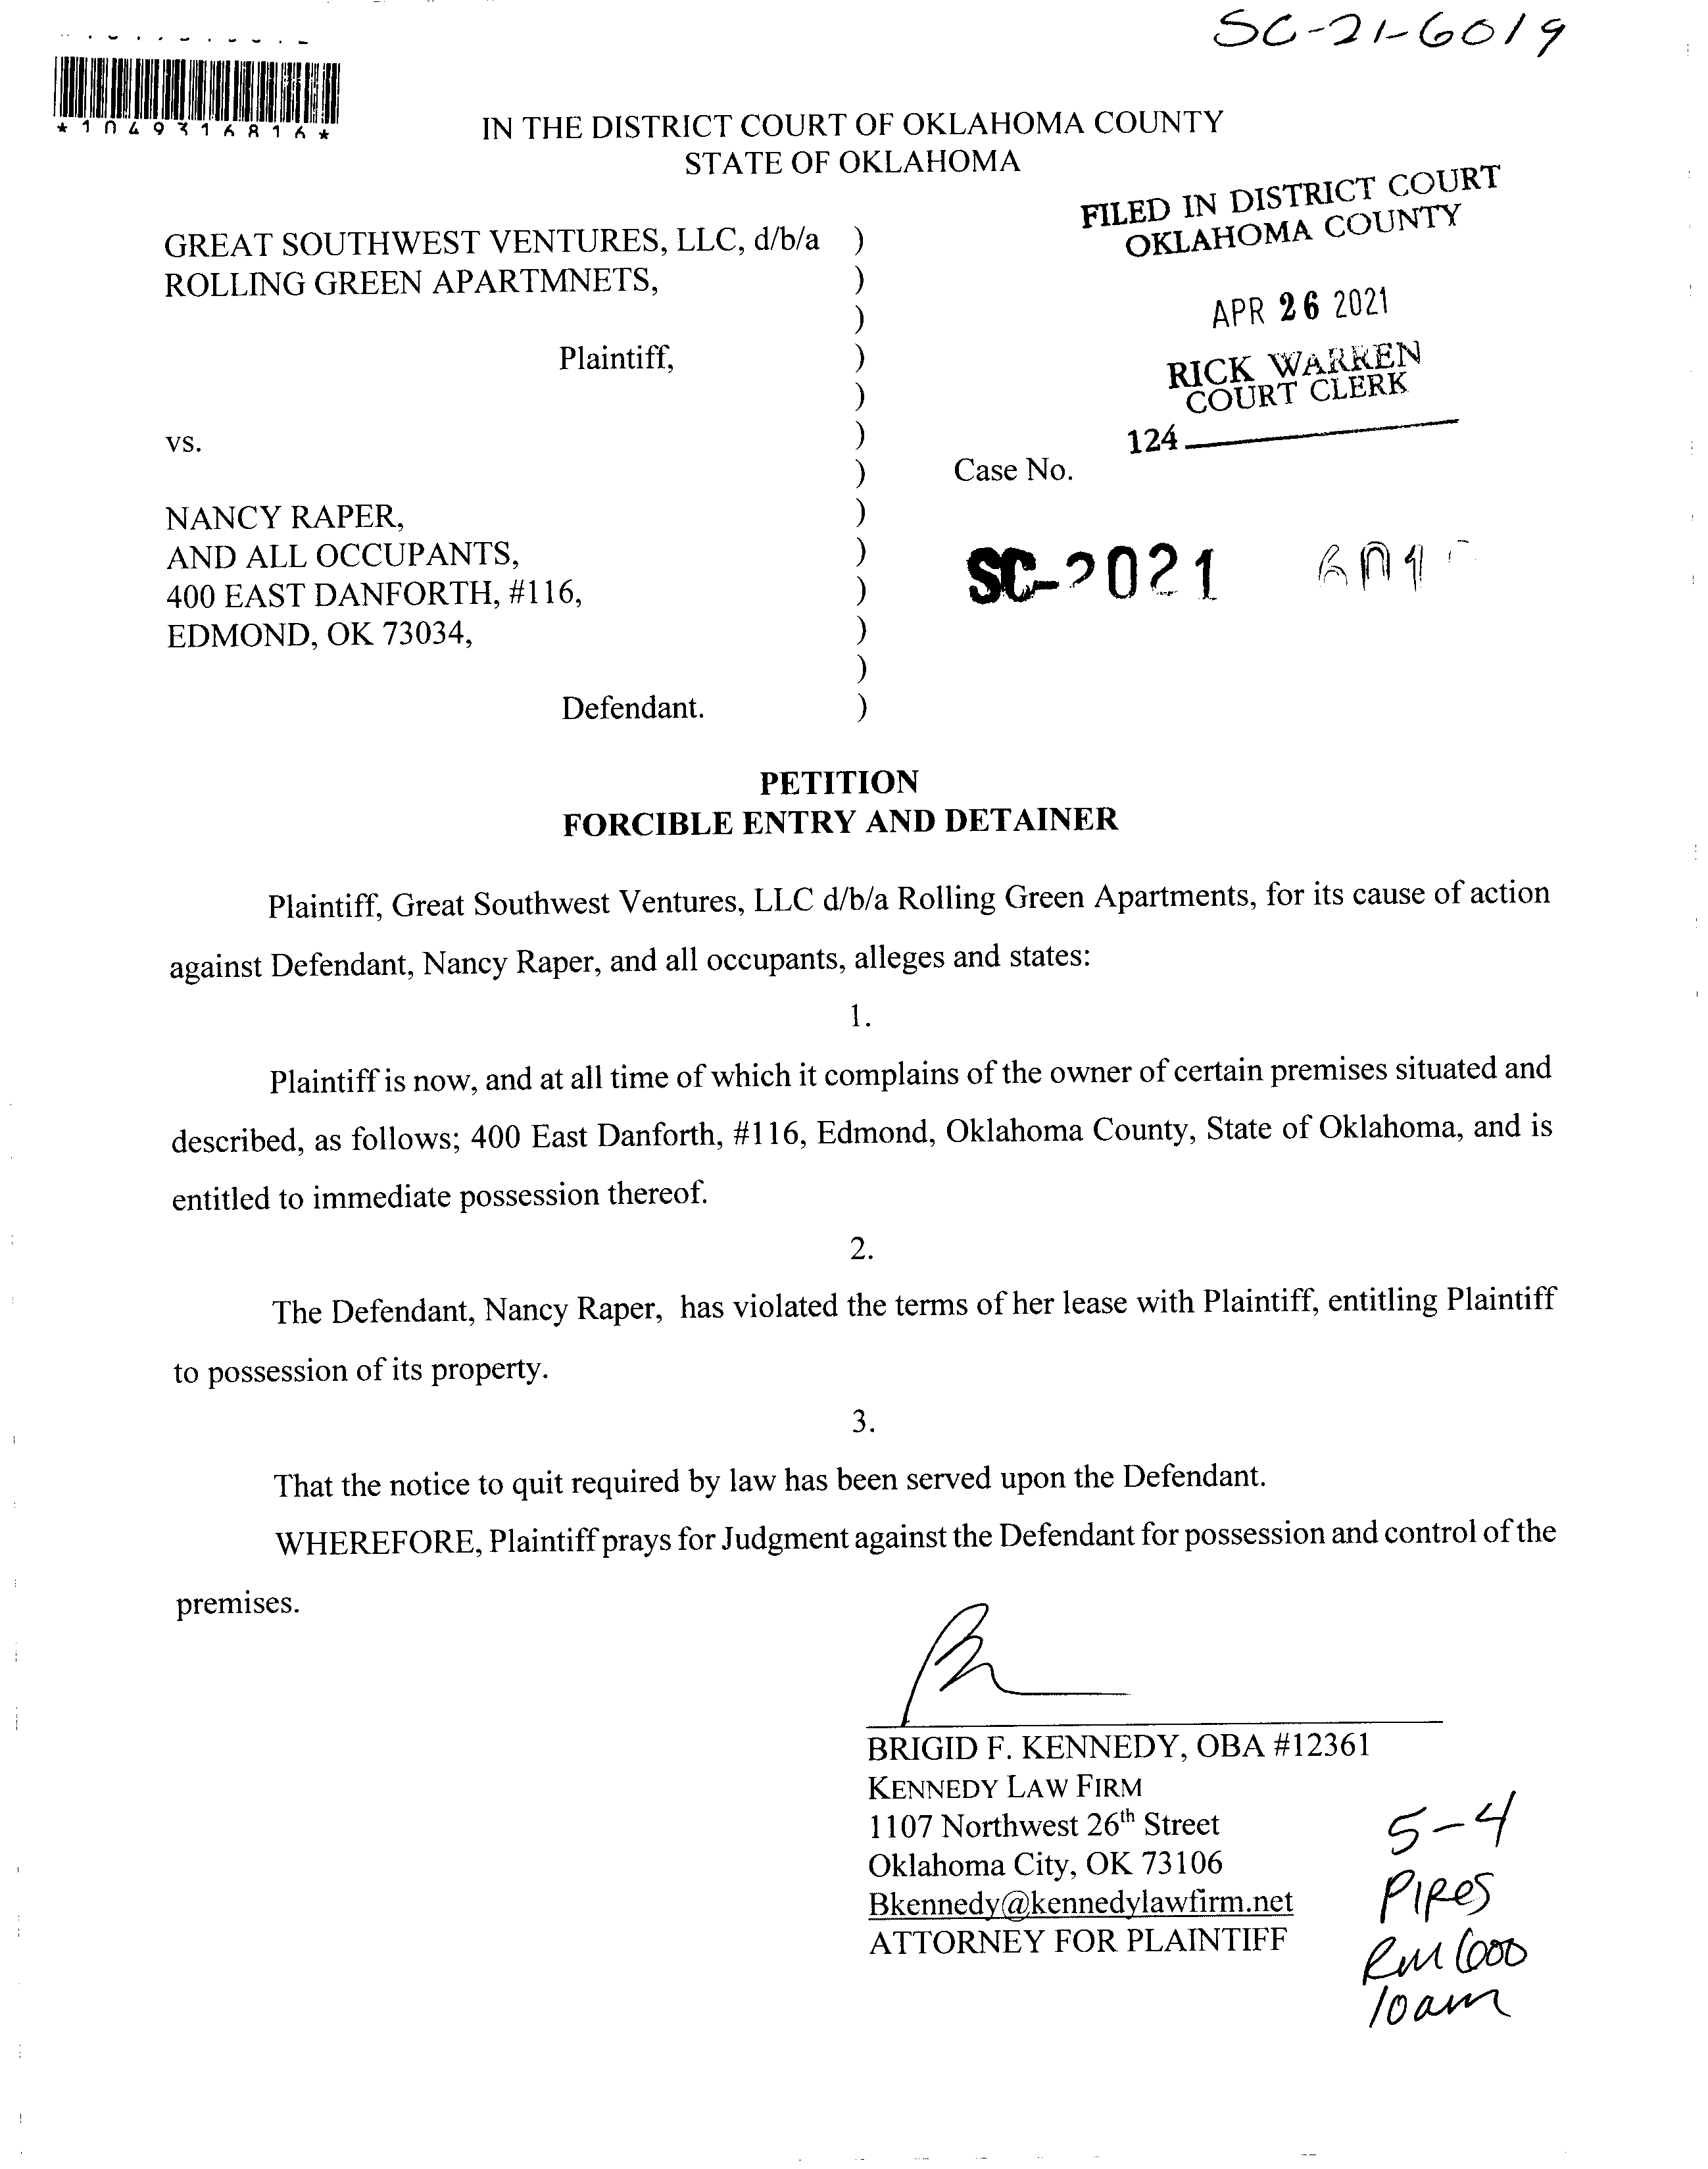 SC-21-6019
*1049316816*
IN THE DISTRICT COURT OF OKLAHOMA COUNTY
STATE OF OKLAHOMA
FILED IN DISTRICT COURT
OKLAHOMA COUNTY
APR 26 2021
RICK WARREN
COURT CLERK
124
GREAT SOUTHWEST VENTURES, LLC, d/b/a )
ROLLING GREEN APARTMNETS, )
)
Plaintiff, )
)
vs. )
) Case No.
NANCY RAPER, )
AND ALL OCCUPANTS, ) SC-2021
400 EAST DANFORTH, #116, )
EDMOND, OK 73034, )
)
Defendant. )
PETITION
FORCIBLE ENTRY AND DETAINER
Plaintiff, Great Southwest Ventures, LLC d/b/a Rolling Green Apartments, for its cause of action
against Defendant, Nancy Raper, and all occupants, alleges and states:
1.
Plaintiff is now, and at all time of which it complains of the owner of certain premises situated and
described, as follows; 400 East Danforth, #116, Edmond, Oklahoma County, State of Oklahoma, and is
entitled to immediate possession thereof.
2.
The Defendant, Nancy Raper, has violated the terms of her lease with Plaintiff, entitling Plaintiff
to possession of its property.
3.
That the notice to quit required by law has been served upon the Defendant.
WHEREFORE, Plaintiff prays for Judgment against the Defendant for possession and control of the
premises.
BRIGID F. KENNEDY, OBA #12361
KENNEDY LAW FIRM
1107 Northwest 26th Street
Oklahoma City, OK 73106
Bkennedy@kennedylawfirm.net
ATTORNEY FOR PLAINTIFF
5-4
PIPES
RM 600
10am